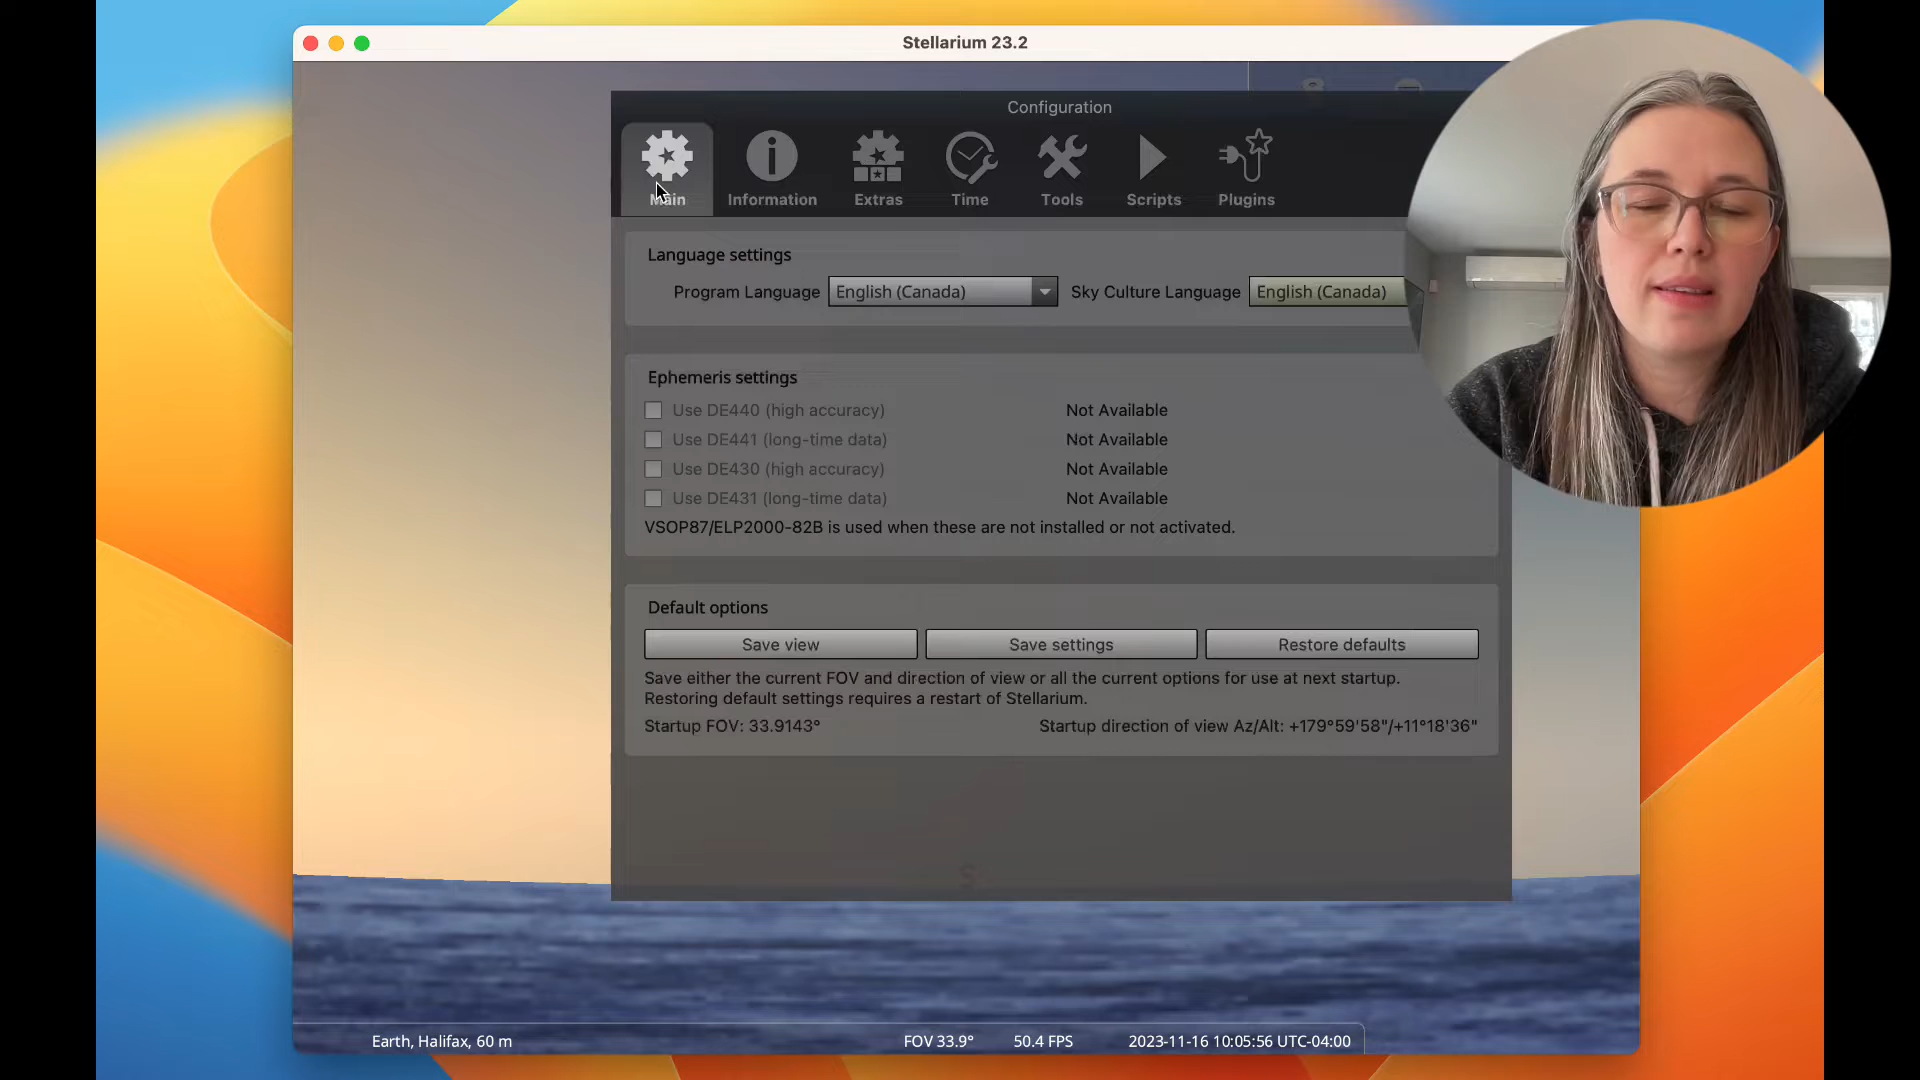 Stellarium 23.2
Configuration
Main Information Extras Time Tools Scripts Plugins
Language settings
Program Language English (Canada) Sky Culture Language English (Canada)
Ephemeris settings
Use DE440 (high accuracy) Not Available
Use DE441 (long-time data) Not Available
Use DE430 (high accuracy) Not Available
Use DE431 (long-time data) Not Available
VSOP87/ELP2000-82B is used when these are not installed or not activated.
Default options
Save view Save settings Restore defaults
Save either the current FOV and direction of view or all the current options for use at next startup.
Restoring default settings requires a restart of Stellarium.
Startup FOV: 33.9143° Startup direction of view Az/Alt: +179°59'58"/+11°18'36"
S
Earth, Halifax, 60 m FOV 33.9° 50.4 FPS 2023-11-16 10:05:56 UTC-04:00